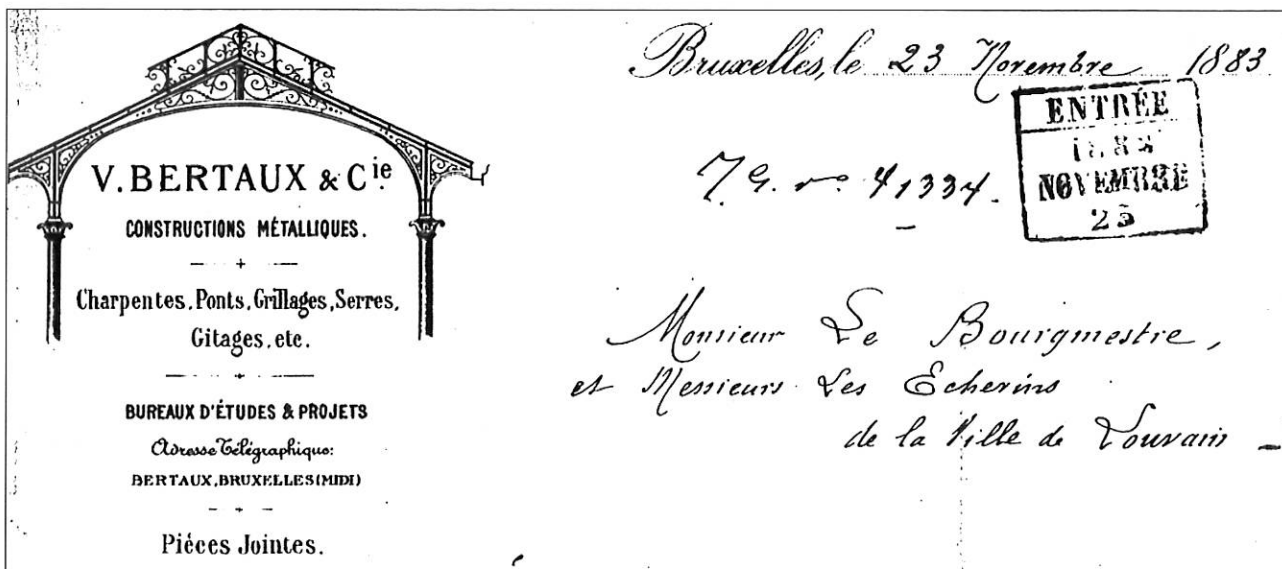 V. BERTAUX & Cie.
CONSTRUCTIONS MÉTALLIQUES.
Charpentes, Ponts, Grillages, Serres,
Gitages, etc.
BUREAUX D'ÉTUDES & PROJETS
Adresse Télégraphique:
BERTAUX, BRUXELLES (MIDI)
Pièces Jointes.
Bruxelles, le 23 Novembre 1883
ENTRÉE
NOVEMBRE
n° 41334.
Monsieur Le Bourgmestre,
et Messieurs Les Echevins
de la Ville de Louvain